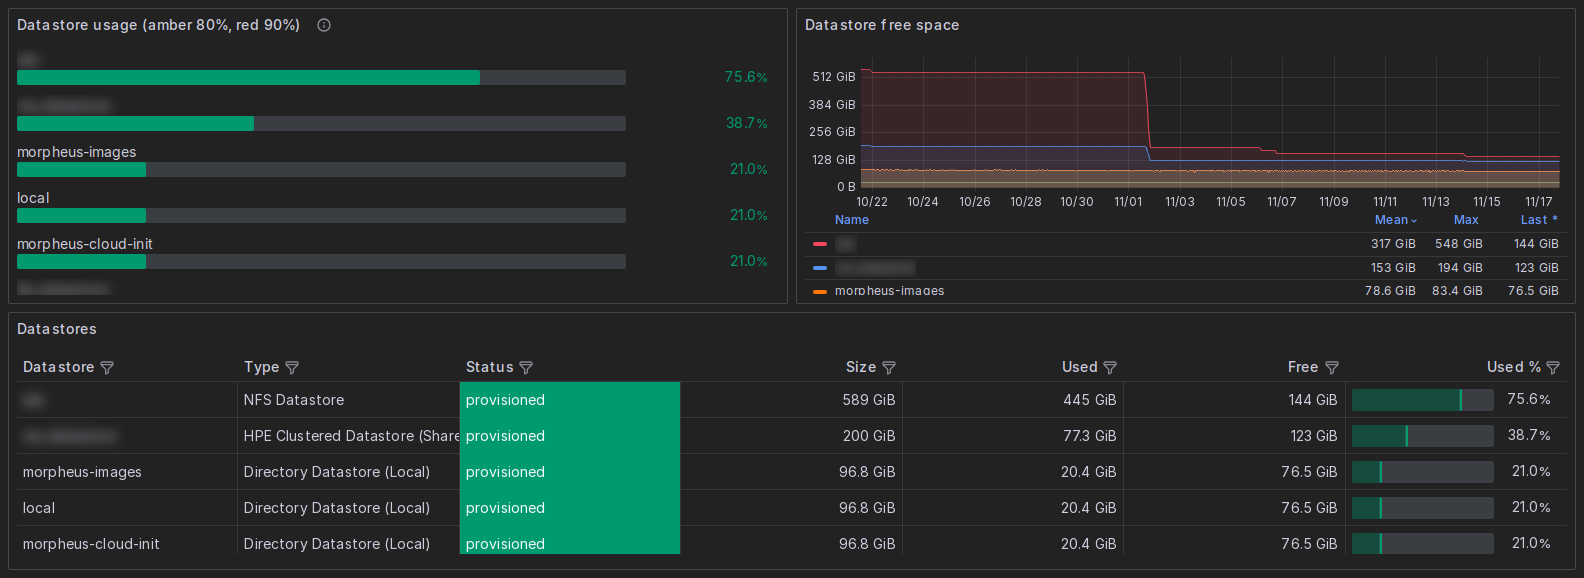 Datastore usage (amber 80%, red 90%)
75.6%
38.7%
morpheus-images
21.0%
local
21.0%
morpheus-cloud-init
21.0%
Datastore free space
512 GiB
384 GiB
256 GiB
128 GiB
0 B
10/22 10/24 10/26 10/28 10/30 11/01 11/03 11/05 11/07 11/09 11/11 11/13 11/15 11/17
Name Mean Max Last *
317 GiB 548 GiB 144 GiB
153 GiB 194 GiB 123 GiB
morpheus-images 78.6 GiB 83.4 GiB 76.5 GiB
Datastores
Datastore Type Status Size Used Free Used %
NFS Datastore provisioned 589 GiB 445 GiB 144 GiB 75.6%
HPE Clustered Datastore (Share provisioned 200 GiB 77.3 GiB 123 GiB 38.7%
morpheus-images Directory Datastore (Local) provisioned 96.8 GiB 20.4 GiB 76.5 GiB 21.0%
local Directory Datastore (Local) provisioned 96.8 GiB 20.4 GiB 76.5 GiB 21.0%
morpheus-cloud-init Directory Datastore (Local) provisioned 96.8 GiB 20.4 GiB 76.5 GiB 21.0%